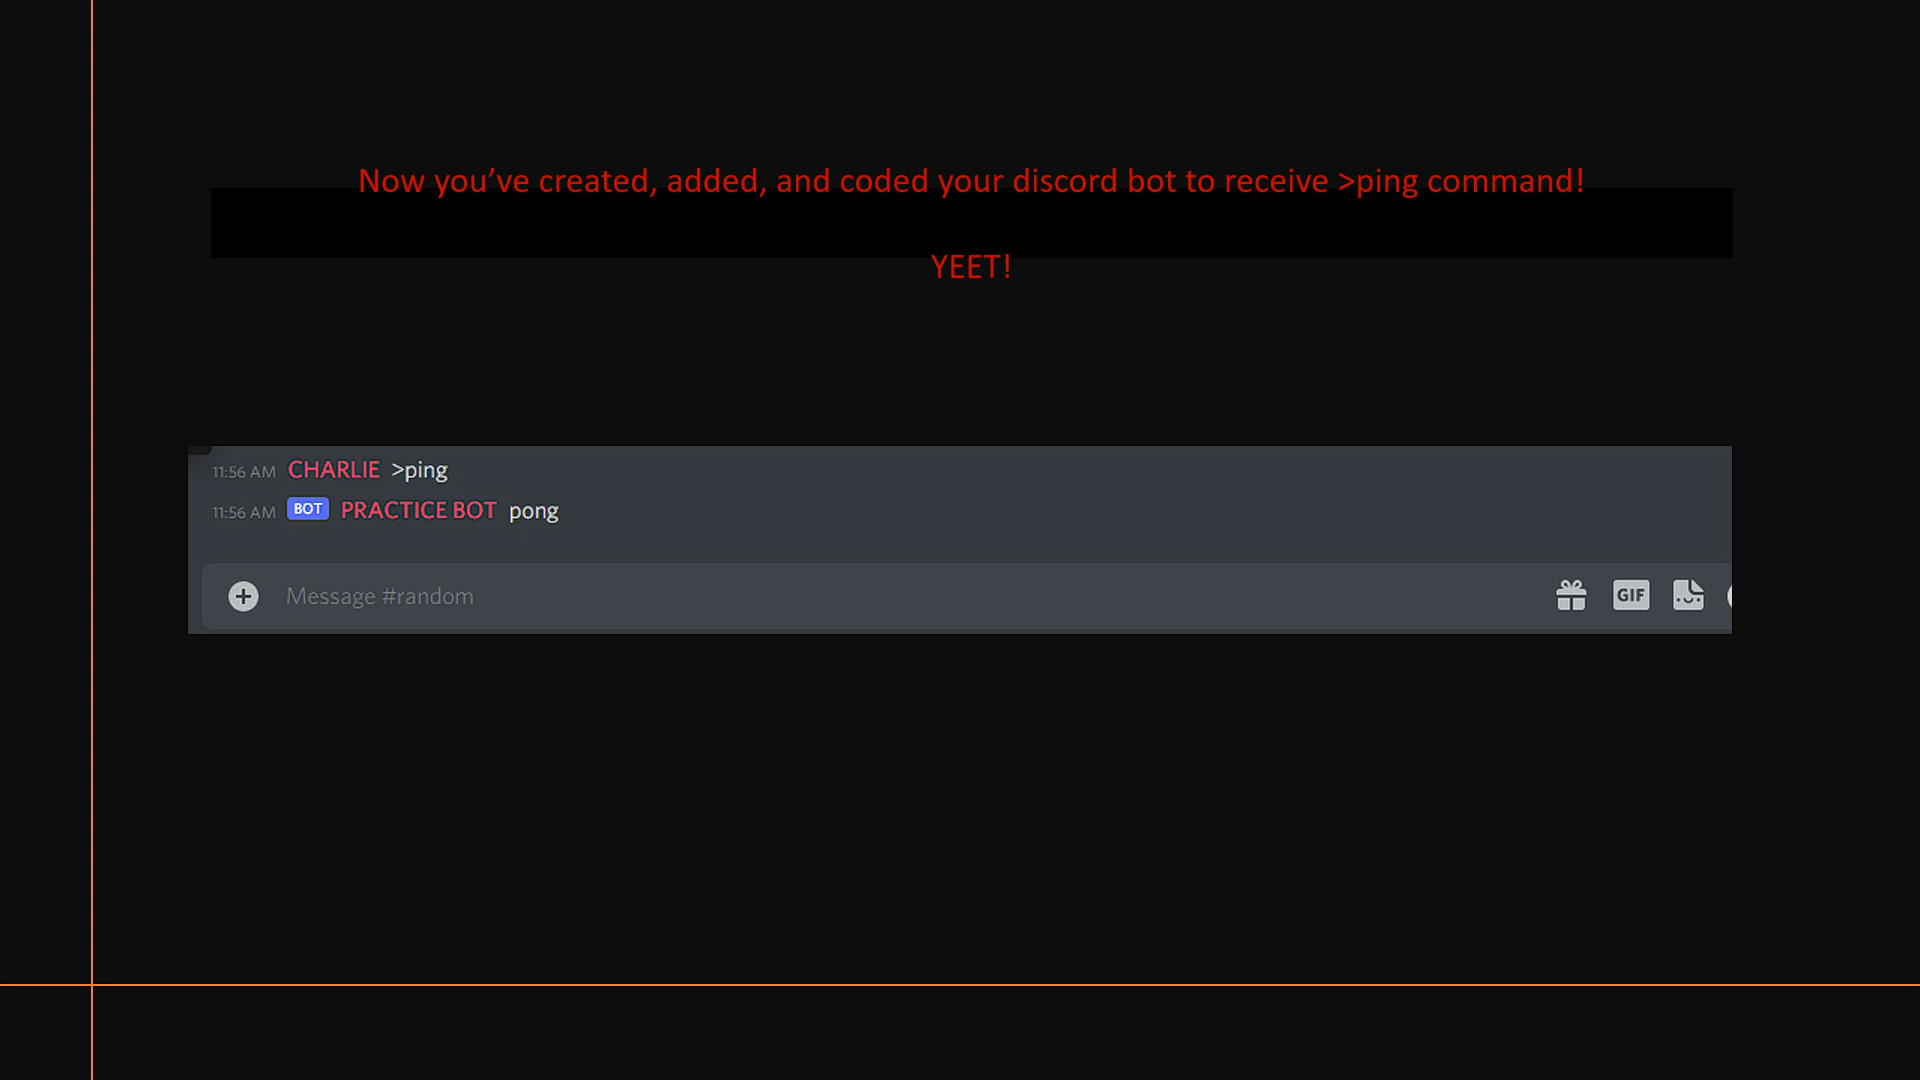 Now you’ve created, added, and coded your discord bot to receive >ping command!
YEET!
11:56 AM CHARLIE >ping
11:56 AM BOT PRACTICE BOT pong
Message #random GIF